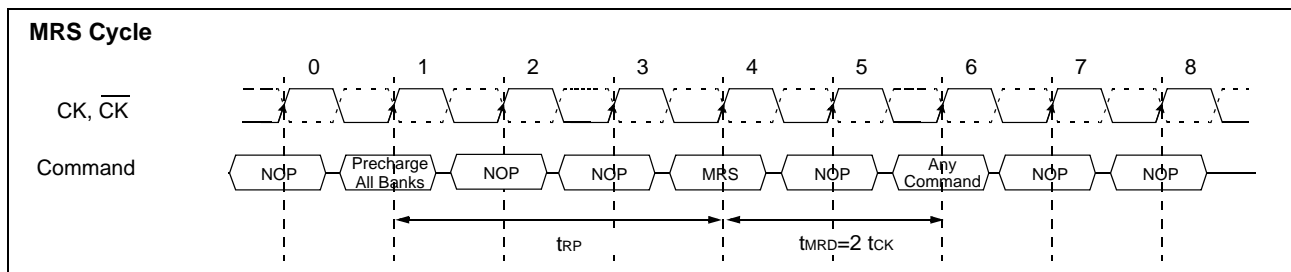 MRS Cycle
0 1 2 3 4 5 6 7 8
CK, C̅K̅
Command
NOP Precharge All Banks NOP NOP MRS NOP Any Command NOP NOP
tRP tMRD=2 tCK